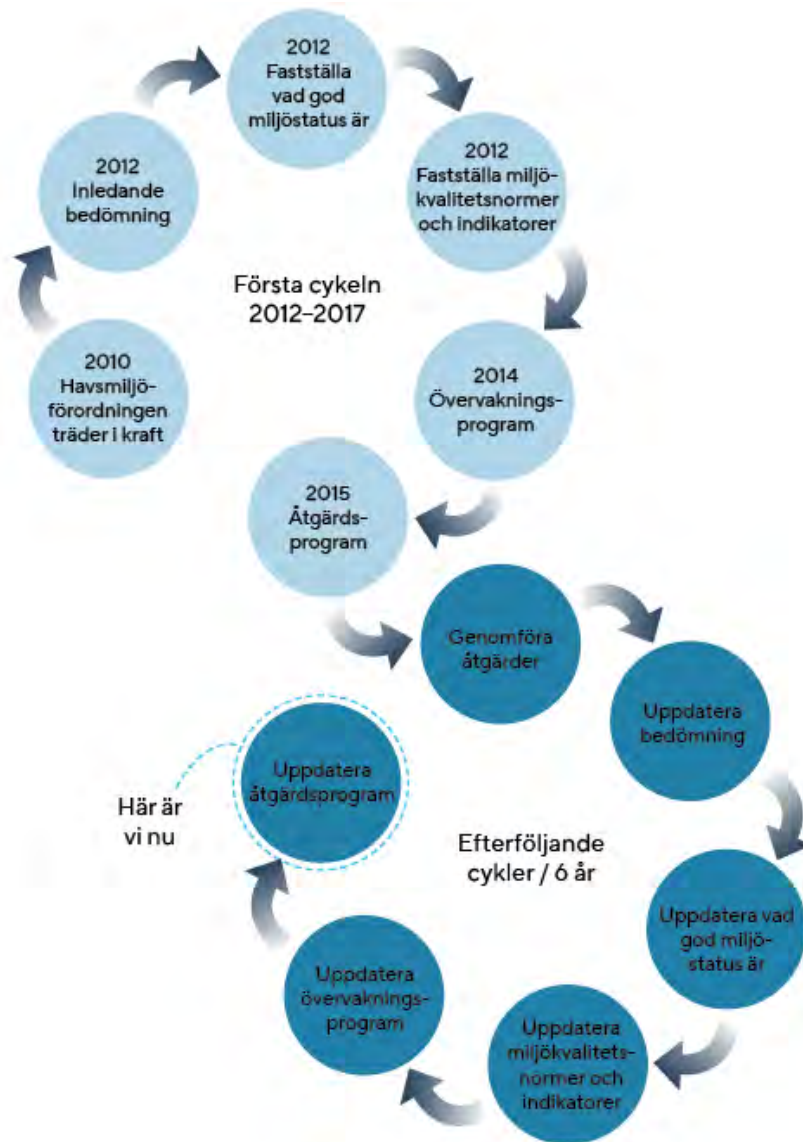 2012
Fastställa
vad god
miljöstatus är
2012
Inledande
bedömning
2012
Fastställa miljö-
kvalitetsnormer
och indikatorer
Första cykeln
2012–2017
2010
Havsmiljö-
förordningen
träder i kraft
2014
Övervaknings-
program
2015
Åtgärds-
program
Genomföra
åtgärder
Uppdatera
bedömning
Uppdatera
åtgärdsprogram
Här är
vi nu
Efterföljande
cykler / 6 år
Uppdatera vad
god miljö-
status är
Uppdatera
övervaknings-
program
Uppdatera
miljökvalitets-
normer och
indikatorer